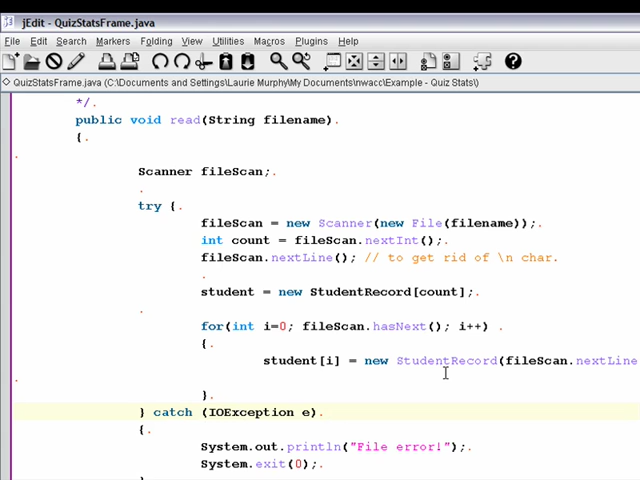 jEdit - QuizStatsFrame.java
File Edit Search Markers Folding View Utilities Macros Plugins Help
QuizStatsFrame.java (C:\Documents and Settings\Laurie Murphy\My Documents\nwacc\Example - Quiz Stats\)
*/.
public void read(String filename).
{.
.
Scanner fileScan;.
.
try {.
fileScan = new Scanner(new File(filename));.
int count = fileScan.nextInt();.
fileScan.nextLine(); // to get rid of \n char.
.
student = new StudentRecord[count];.
.
for(int i=0; fileScan.hasNext(); i++) .
{.
student[i] = new StudentRecord(fileScan.nextLine
.
}.
} catch (IOException e).
{.
System.out.println("File error!");.
System.exit(0);.